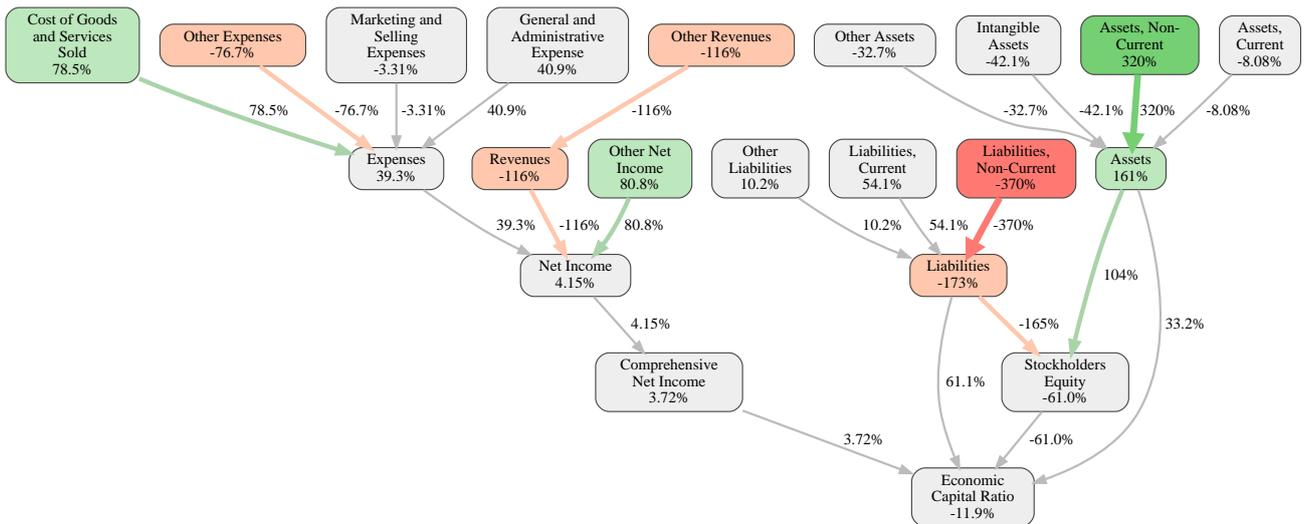 Cost of Goods
and Services
Sold
78.5%
Other Expenses
-76.7%
Marketing and
Selling
Expenses
-3.31%
General and
Administrative
Expense
40.9%
Other Revenues
-116%
Other Assets
-32.7%
Intangible
Assets
-42.1%
Assets, Non-
Current
320%
Assets,
Current
-8.08%
78.5%
-76.7%
-3.31%
40.9%
-116%
-32.7%
-42.1%
320%
-8.08%
Expenses
39.3%
Revenues
-116%
Other Net
Income
80.8%
Other
Liabilities
10.2%
Liabilities,
Current
54.1%
Liabilities,
Non-Current
-370%
Assets
161%
39.3%
-116%
80.8%
10.2%
54.1%
-370%
Net Income
4.15%
Liabilities
-173%
104%
4.15%
-165%
33.2%
Comprehensive
Net Income
3.72%
61.1%
Stockholders
Equity
-61.0%
3.72%
-61.0%
Economic
Capital Ratio
-11.9%